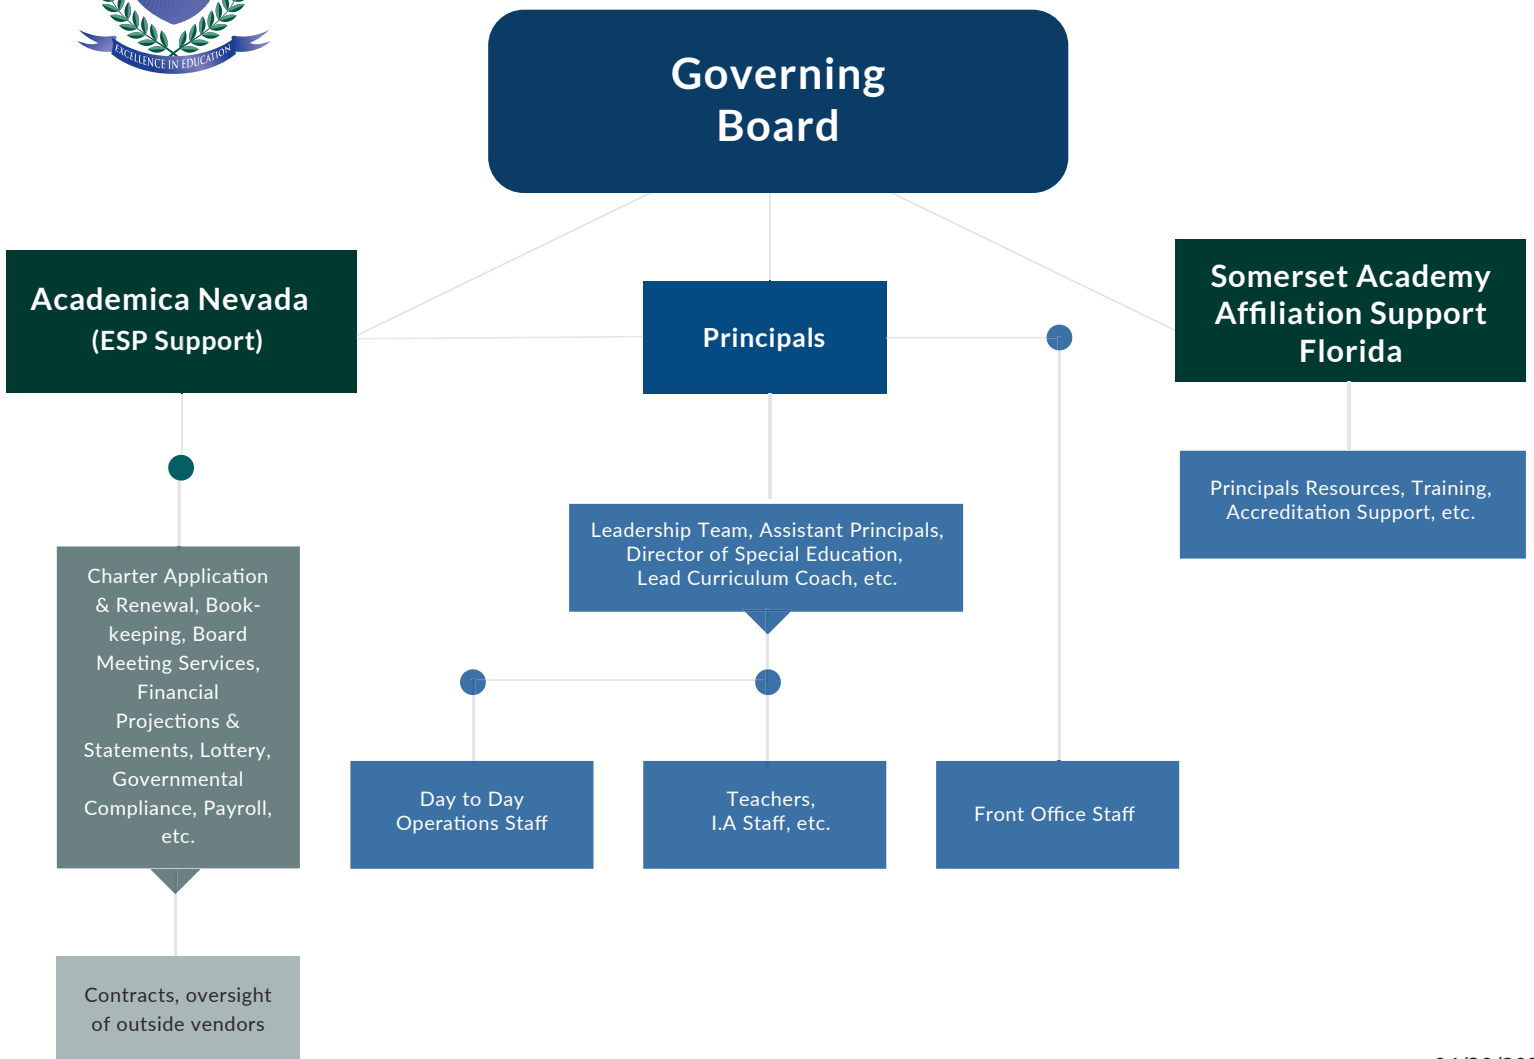 EXCELLENCE IN EDUCATION
Governing
Board
Academica Nevada
(ESP Support)
Principals
Somerset Academy
Affiliation Support
Florida
Principals Resources, Training,
Accreditation Support, etc.
Leadership Team, Assistant Principals,
Director of Special Education,
Lead Curriculum Coach, etc.
Charter Application
& Renewal, Book-
keeping, Board
Meeting Services,
Financial
Projections &
Statements, Lottery,
Governmental
Compliance, Payroll,
etc.
Day to Day
Operations Staff
Teachers,
I.A Staff, etc.
Front Office Staff
Contracts, oversight
of outside vendors